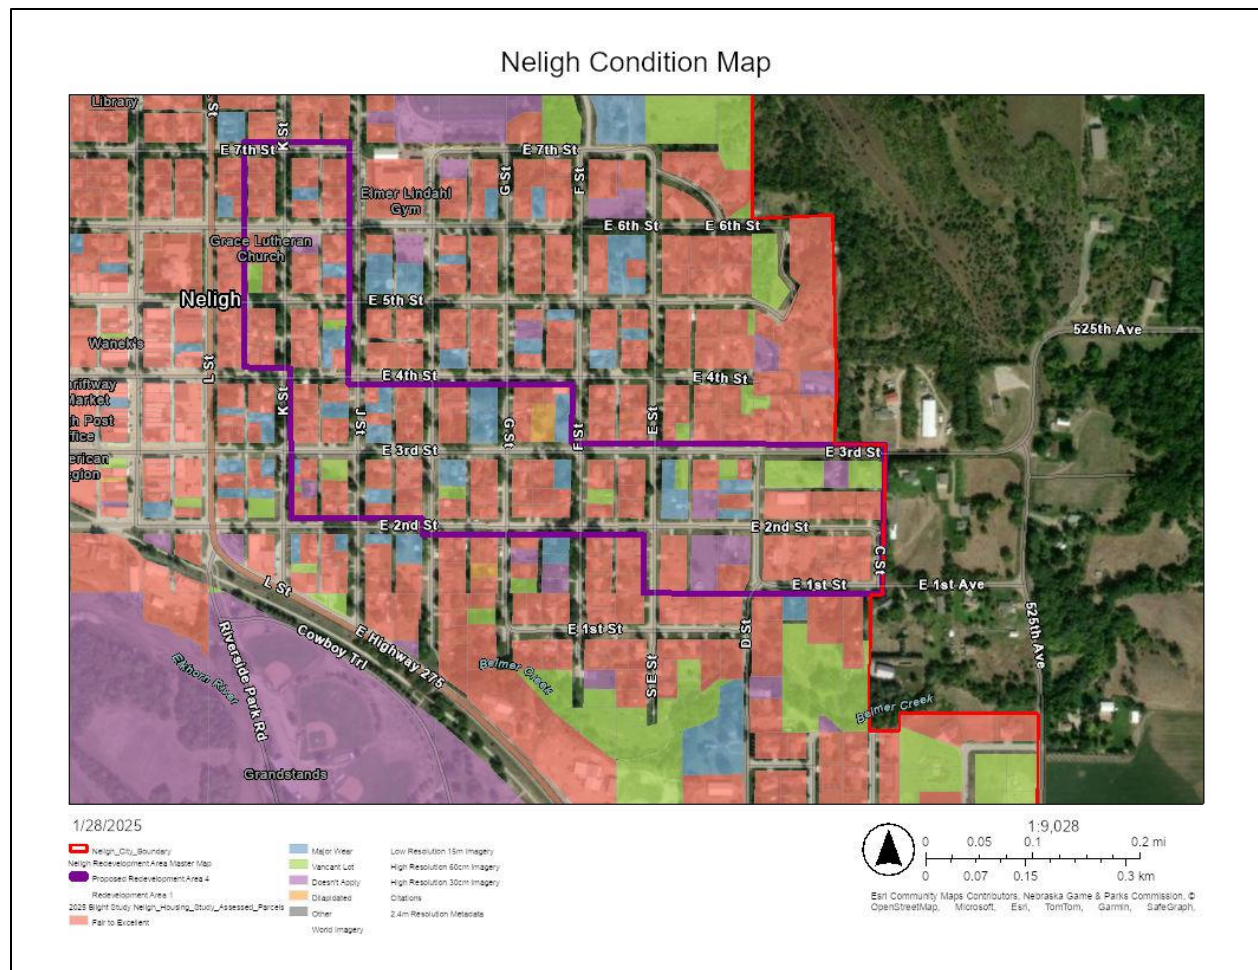 Neligh Condition Map
Library
St
K St
E 7th St
E 7th St
G St
F St
Elmer Lindahl
Gym
E 6th St
E 6th St
Grace Lutheran
Church
Neligh
E 5th St
525th Ave
Wanek's
L St
E 4th St
E 4th St
riftway
Market
K St
J St
h Post
ffice
G St
F St
E St
E 3rd St
E 3rd St
erican
egion
E 2nd St
E 2nd St
C St
L St
E 1st St
E 1st Ave
Riverside Park Rd
Cowboy Trl
E Highway 275
E 1st St
D St
525th Ave
Elkhorn River
Belmer Creek
S E St
Belmer Creek
Grandstands
1/28/2025
Neligh_City_Boundary
Neligh Redevelopment Area Master Map
Proposed Redevelopment Area 4
Redevelopment Area 1
2025 Blight Study Neligh_Housing_Study_Assessed_Parcels
Fair to Excellent
Major Wear
Vancant Lot
Doesn't Apply
Dilapidated
Other
World Imagery
Low Resolution 15m Imagery
High Resolution 60cm Imagery
High Resolution 30cm Imagery
Citations
2.4m Resolution Metadata
1:9,028
0 0.05 0.1 0.2 mi
0 0.07 0.15 0.3 km
Esri Community Maps Contributors, Nebraska Game & Parks Commission, ©
OpenStreetMap, Microsoft, Esri, TomTom, Garmin, SafeGraph,